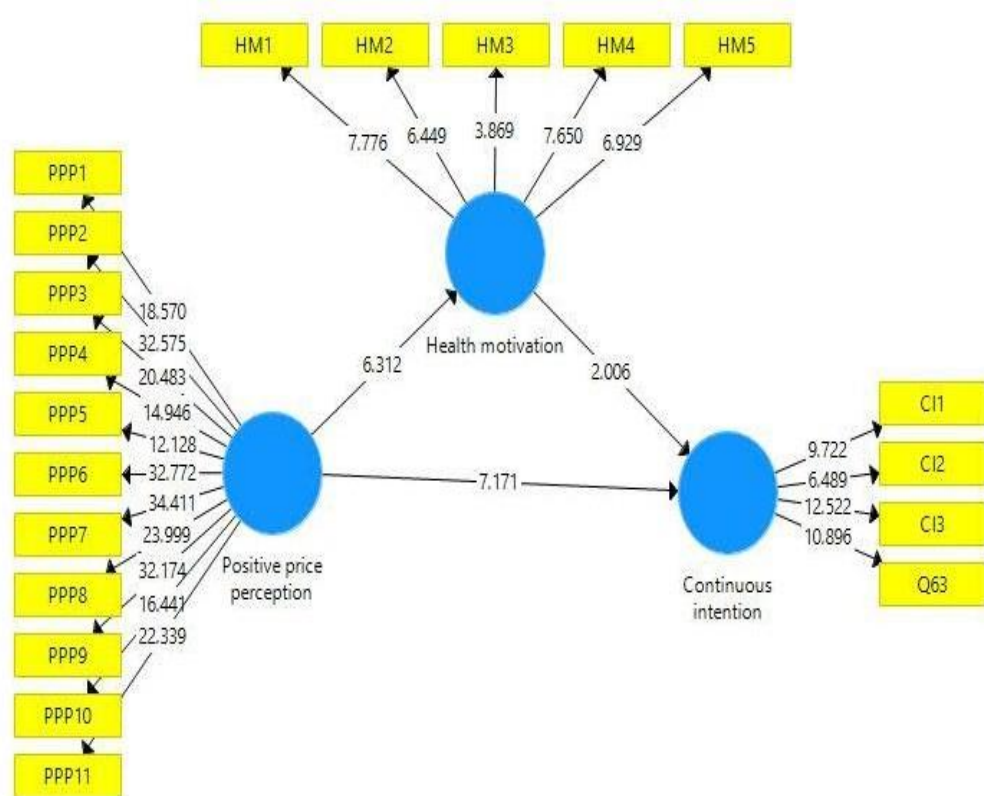 HM1
HM2
HM3
HM4
HM5
7.776
6.449
3.869
7.650
6.929
PPP1
PPP2
PPP3
PPP4
PPP5
PPP6
PPP7
PPP8
PPP9
PPP10
PPP11
18.570
32.575
20.483
14.946
12.128
32.772
34.411
23.999
32.174
16.441
22.339
Positive price
perception
6.312
Health motivation
2.006
7.171
Continuous
intention
9.722
6.489
12.522
10.896
CI1
CI2
CI3
Q63